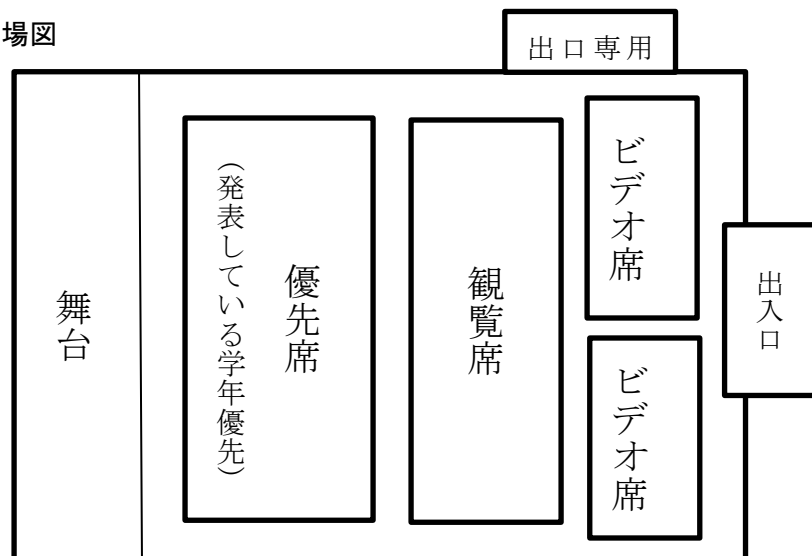 場図
出口専用
舞台
優先席
(発表している学年優先)
観覧席
ビデオ席
ビデオ席
出入口